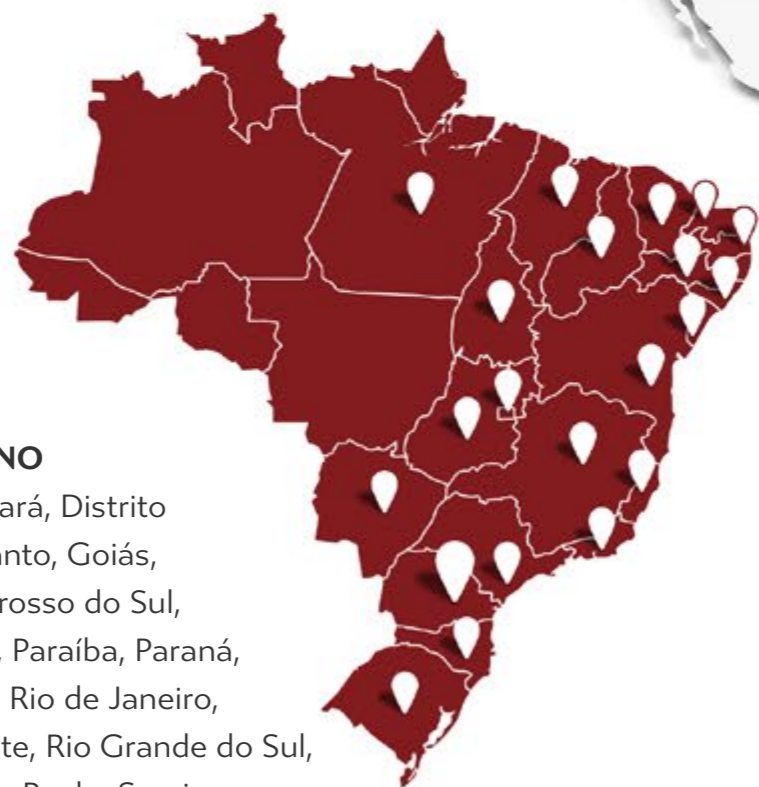 NO
ará, Distrito
nto, Goiás,
rosso do Sul,
, Paraíba, Paraná,
Rio de Janeiro,
te, Rio Grande do Sul,